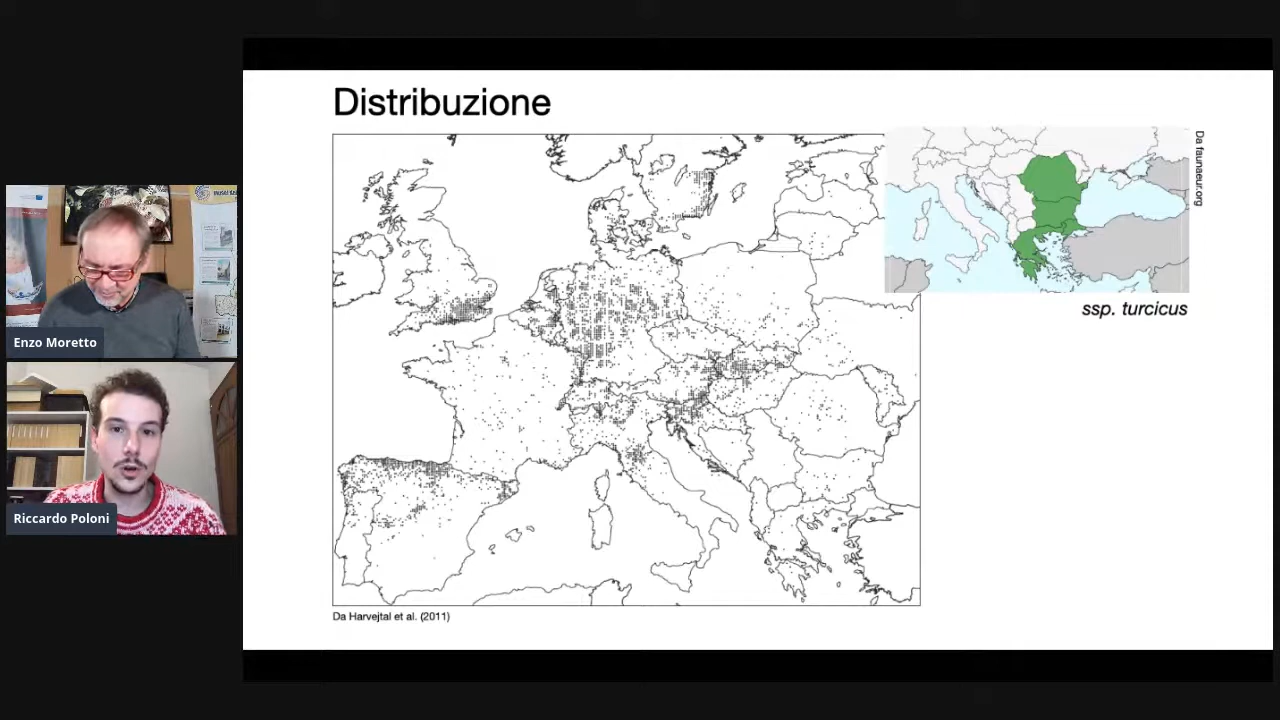 Distribuzione
Da faunaeur.org
ssp. turcicus
Da Harvejtal et al. (2011)
Enzo Moretto
Riccardo Poloni